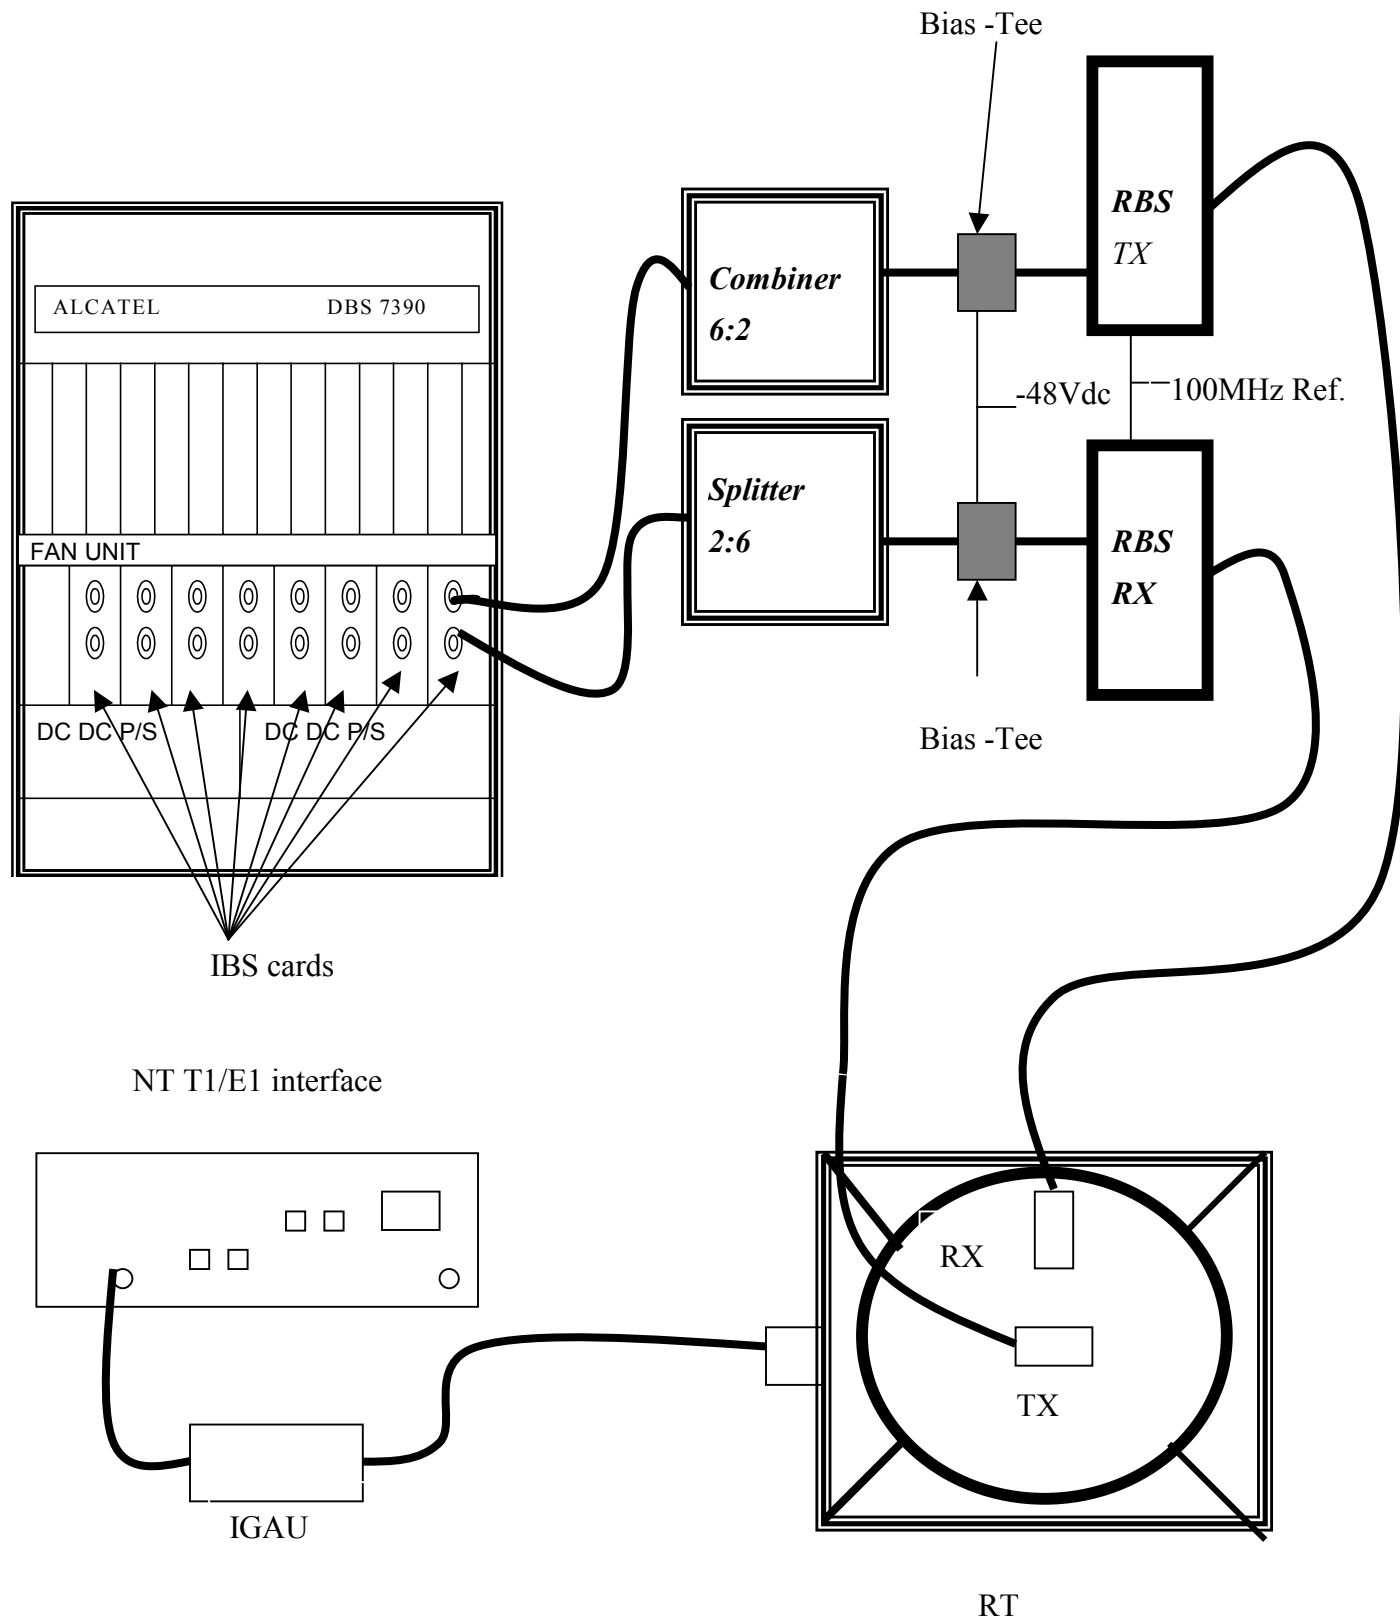 Bias -Tee
RBS
TX
Combiner
6:2
ALCATEL DBS 7390
-48Vdc
100MHz Ref.
Splitter
2:6
RBS
RX
FAN UNIT
DC DC P/S DC DC P/S
Bias -Tee
IBS cards
NT T1/E1 interface
RX
TX
IGAU
RT